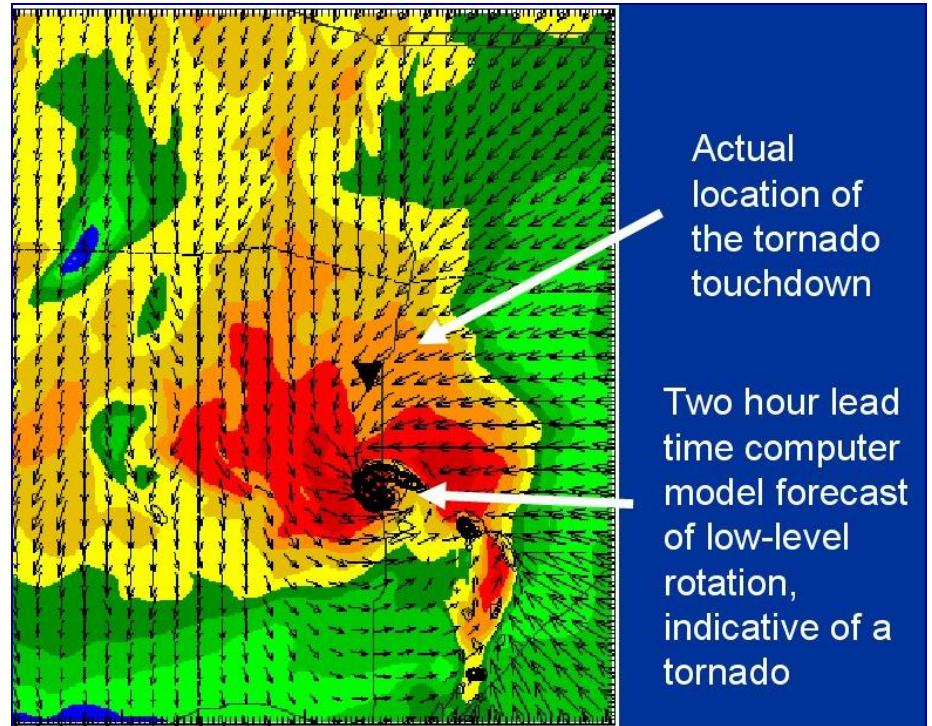 Actual
location of
the tornado
touchdown
Two hour lead
time computer
model forecast
of low-level
rotation,
indicative of a
tornado